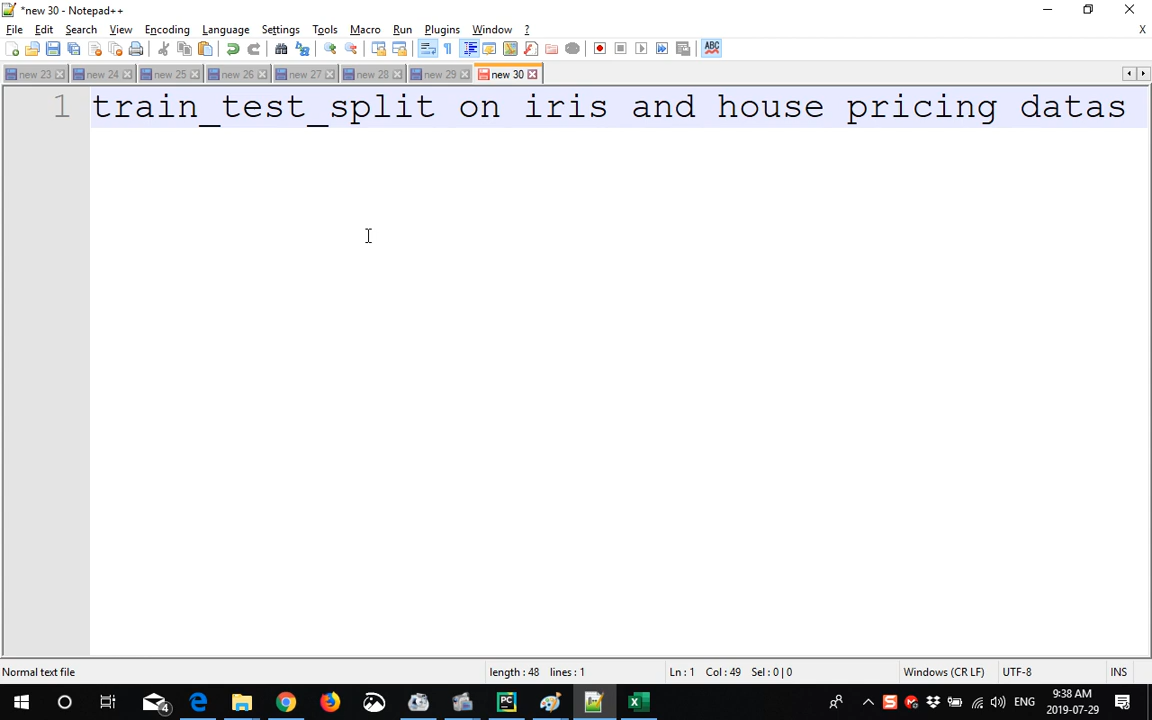 *new 30 - Notepad++
File Edit Search View Encoding Language Settings Tools Macro Run Plugins Window ? X
ABC
new 23 new 24 new 25 new 26 new 27 new 28 new 29 new 30
1 train_test_split on iris and house pricing datas
Normal text file length : 48 lines : 1 Ln : 1 Col : 49 Sel : 0 | 0 Windows (CR LF) UTF-8 INS
4 PC X S ENG 9:38 AM
2019-07-29